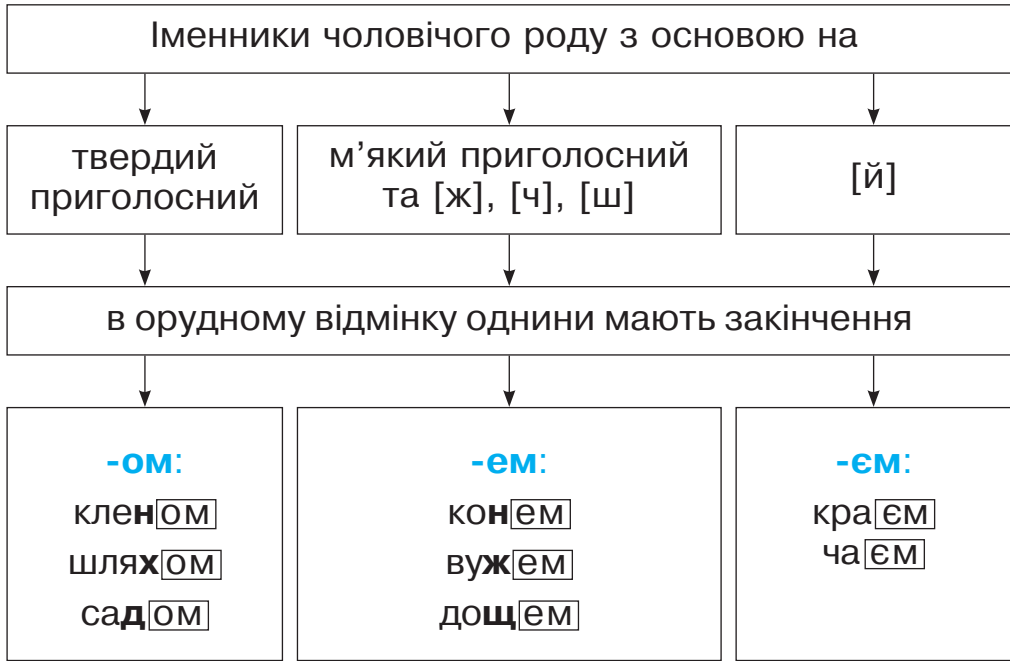 Іменники чоловічого роду з основою на
твердий
приголосний
м’який приголосний
та [ж], [ч], [ш]
[й]
в орудному відмінку однини мають закінчення
-ом:
кленом
шляхом
садом
-ем:
конем
вужем
дощем
-єм:
краєм
чаєм